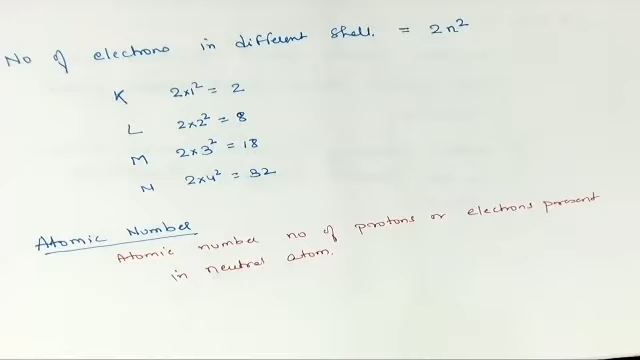 No of electrons in different shell. = 2n²
K 2×1² = 2
L 2×2² = 8
M 2×3² = 18
N 2×4² = 32
Atomic Number
Atomic number no of protons or electrons present
in neutral atom.